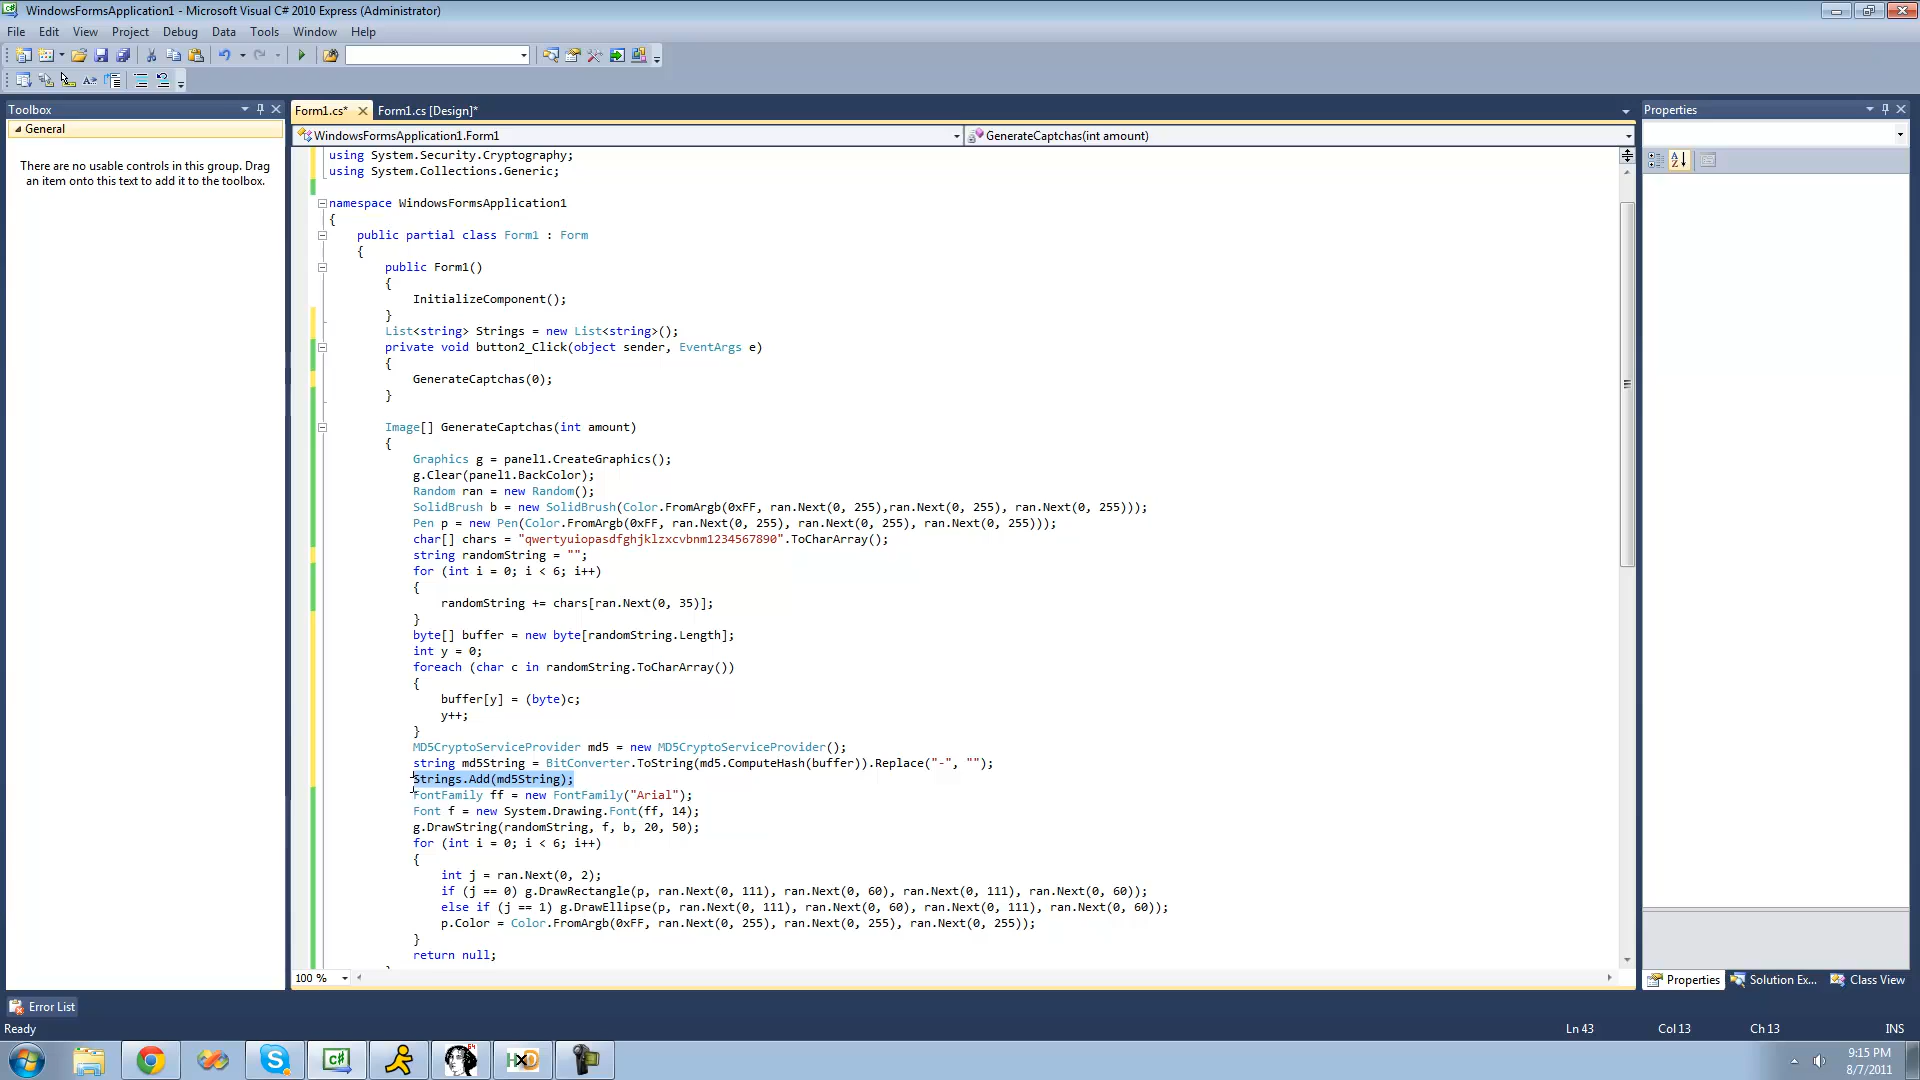 WindowsFormsApplication1 - Microsoft Visual C# 2010 Express (Administrator)
File Edit View Project Debug Data Tools Window Help
Toolbox
General
There are no usable controls in this group. Drag
an item onto this text to add it to the toolbox.
Form1.cs* Form1.cs [Design]*
WindowsFormsApplication1.Form1 GenerateCaptchas(int amount)
using System.Security.Cryptography;
using System.Collections.Generic;
namespace WindowsFormsApplication1
{
public partial class Form1 : Form
{
public Form1()
{
InitializeComponent();
}
List<string> Strings = new List<string>();
private void button2_Click(object sender, EventArgs e)
{
GenerateCaptchas(0);
}
Image[] GenerateCaptchas(int amount)
{
Graphics g = panel1.CreateGraphics();
g.Clear(panel1.BackColor);
Random ran = new Random();
SolidBrush b = new SolidBrush(Color.FromArgb(0xFF, ran.Next(0, 255),ran.Next(0, 255), ran.Next(0, 255)));
Pen p = new Pen(Color.FromArgb(0xFF, ran.Next(0, 255), ran.Next(0, 255), ran.Next(0, 255)));
char[] chars = "qwertyuiopasdfghjklzxcvbnm1234567890".ToCharArray();
string randomString = "";
for (int i = 0; i < 6; i++)
{
randomString += chars[ran.Next(0, 35)];
}
byte[] buffer = new byte[randomString.Length];
int y = 0;
foreach (char c in randomString.ToCharArray())
{
buffer[y] = (byte)c;
y++;
}
MD5CryptoServiceProvider md5 = new MD5CryptoServiceProvider();
string md5String = BitConverter.ToString(md5.ComputeHash(buffer)).Replace("-", "");
Strings.Add(md5String);
FontFamily ff = new FontFamily("Arial");
Font f = new System.Drawing.Font(ff, 14);
g.DrawString(randomString, f, b, 20, 50);
for (int i = 0; i < 6; i++)
{
int j = ran.Next(0, 2);
if (j == 0) g.DrawRectangle(p, ran.Next(0, 111), ran.Next(0, 60), ran.Next(0, 111), ran.Next(0, 60));
else if (j == 1) g.DrawEllipse(p, ran.Next(0, 111), ran.Next(0, 60), ran.Next(0, 111), ran.Next(0, 60));
p.Color = Color.FromArgb(0xFF, ran.Next(0, 255), ran.Next(0, 255), ran.Next(0, 255));
}
return null;
100 %
Properties
Properties Solution Ex... Class View
Error List
Ready Ln 43 Col 13 Ch 13 INS
9:15 PM
8/7/2011